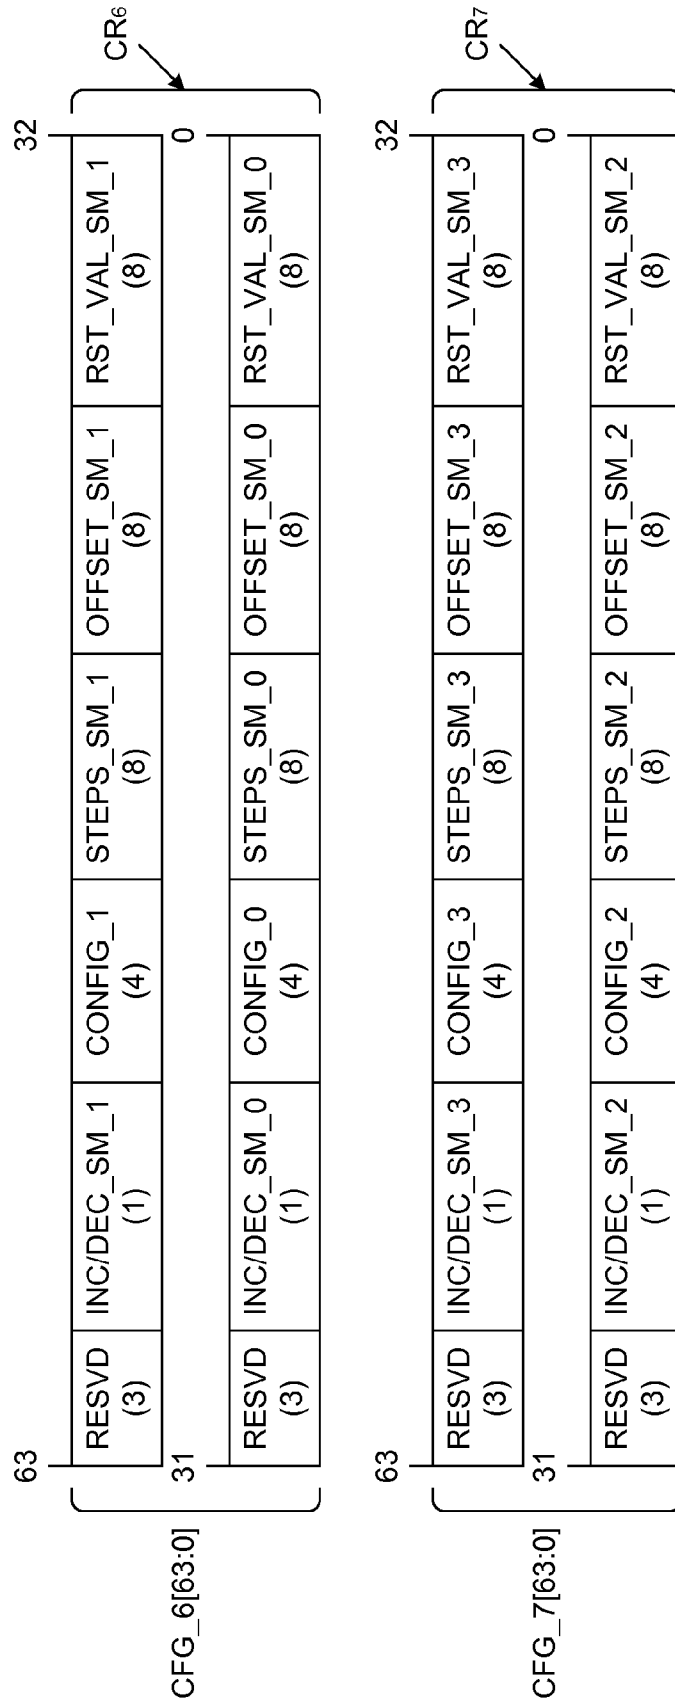 63
32
RESVD
(3)
INC/DEC_SM_1
(1)
CONFIG_1
(4)
STEPS_SM_1
(8)
OFFSET_SM_1
(8)
RST_VAL_SM_1
(8)
CFG_6[63:0]
CR6
31
0
RESVD
(3)
INC/DEC_SM_0
(1)
CONFIG_0
(4)
STEPS_SM_0
(8)
OFFSET_SM_0
(8)
RST_VAL_SM_0
(8)
63
32
RESVD
(3)
INC/DEC_SM_3
(1)
CONFIG_3
(4)
STEPS_SM_3
(8)
OFFSET_SM_3
(8)
RST_VAL_SM_3
(8)
CFG_7[63:0]
CR7
31
0
RESVD
(3)
INC/DEC_SM_2
(1)
CONFIG_2
(4)
STEPS_SM_2
(8)
OFFSET_SM_2
(8)
RST_VAL_SM_2
(8)